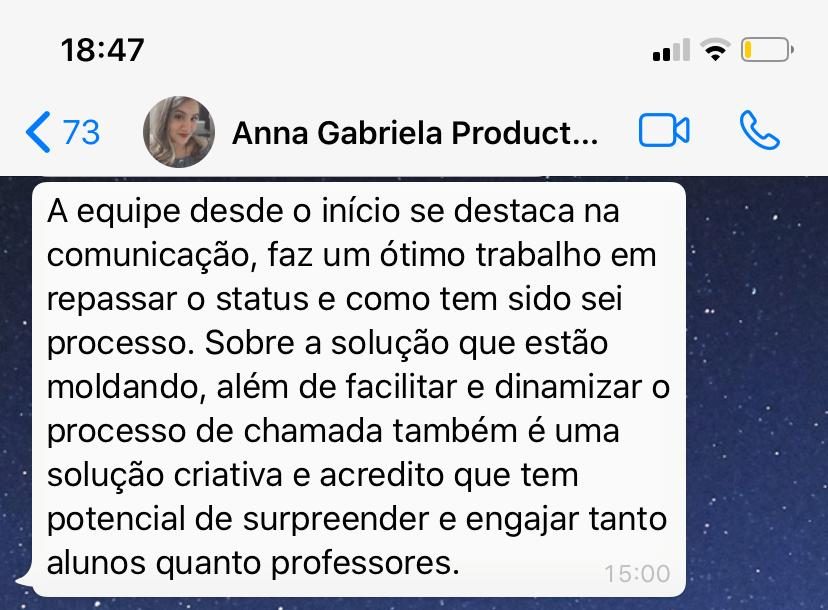 18:47
73
Anna Gabriela Product...
A equipe desde o início se destaca na
comunicação, faz um ótimo trabalho em
repassar o status e como tem sido sei
processo. Sobre a solução que estão
moldando, além de facilitar e dinamizar o
processo de chamada também é uma
solução criativa e acredito que tem
potencial de surpreender e engajar tanto
alunos quanto professores.
15:00